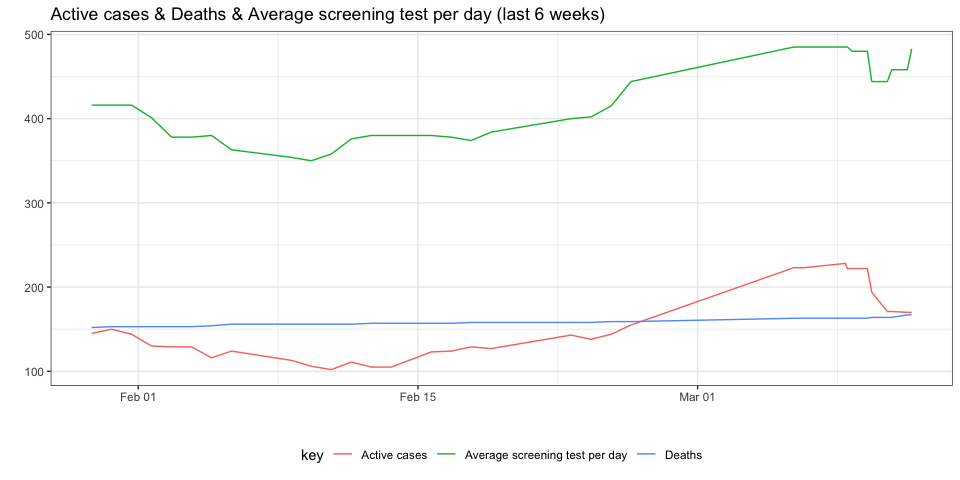 Active cases & Deaths & Average screening test per day (last 6 weeks)
500
400
300
200
100
Feb 01 Feb 15 Mar 01
key Active cases Average screening test per day Deaths